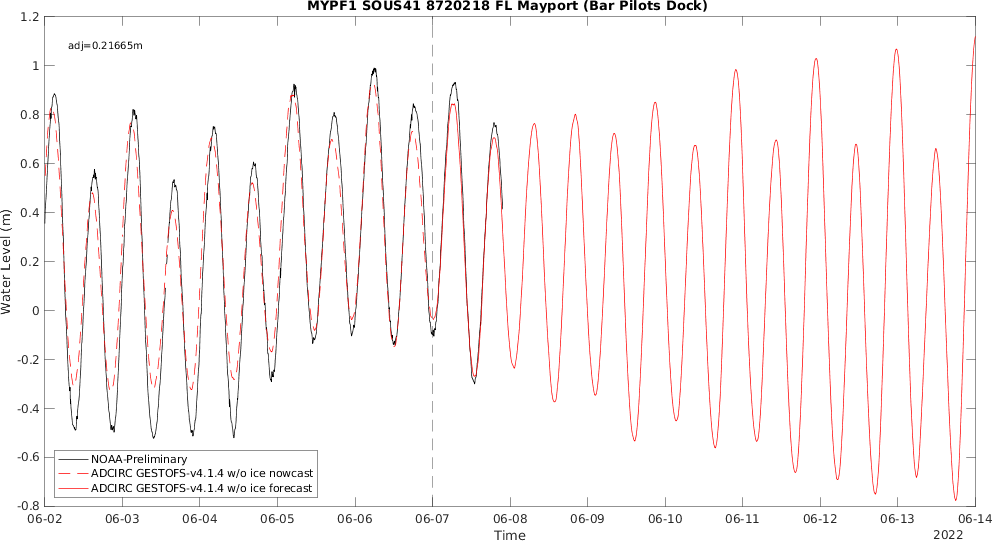 MYPF1 SOUS41 8720218 FL Mayport (Bar Pilots Dock)
1.2
adj=0.21665m
1
0.8
0.6
0.4
0.2
0
-0.2
-0.4
-0.6
-0.8
Water Level (m)
NOAA-Preliminary
ADCIRC GESTOFS-v4.1.4 w/o ice nowcast
ADCIRC GESTOFS-v4.1.4 w/o ice forecast
06-02 06-03 06-04 06-05 06-06 06-07 06-08 06-09 06-10 06-11 06-12 06-13 06-14
Time
2022